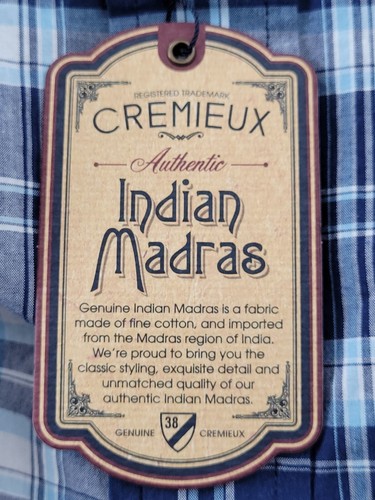 REGISTERED TRADEMARK
CREMIEUX
Authentic
Indian
Madras
Genuine Indian Madras is a fabric
made of fine cotton, and imported
from the Madras region of India.
We're proud to bring you the
classic styling, exquisite detail and
unmatched quality of our
authentic Indian Madras.
38
GENUINE CREMIEUX